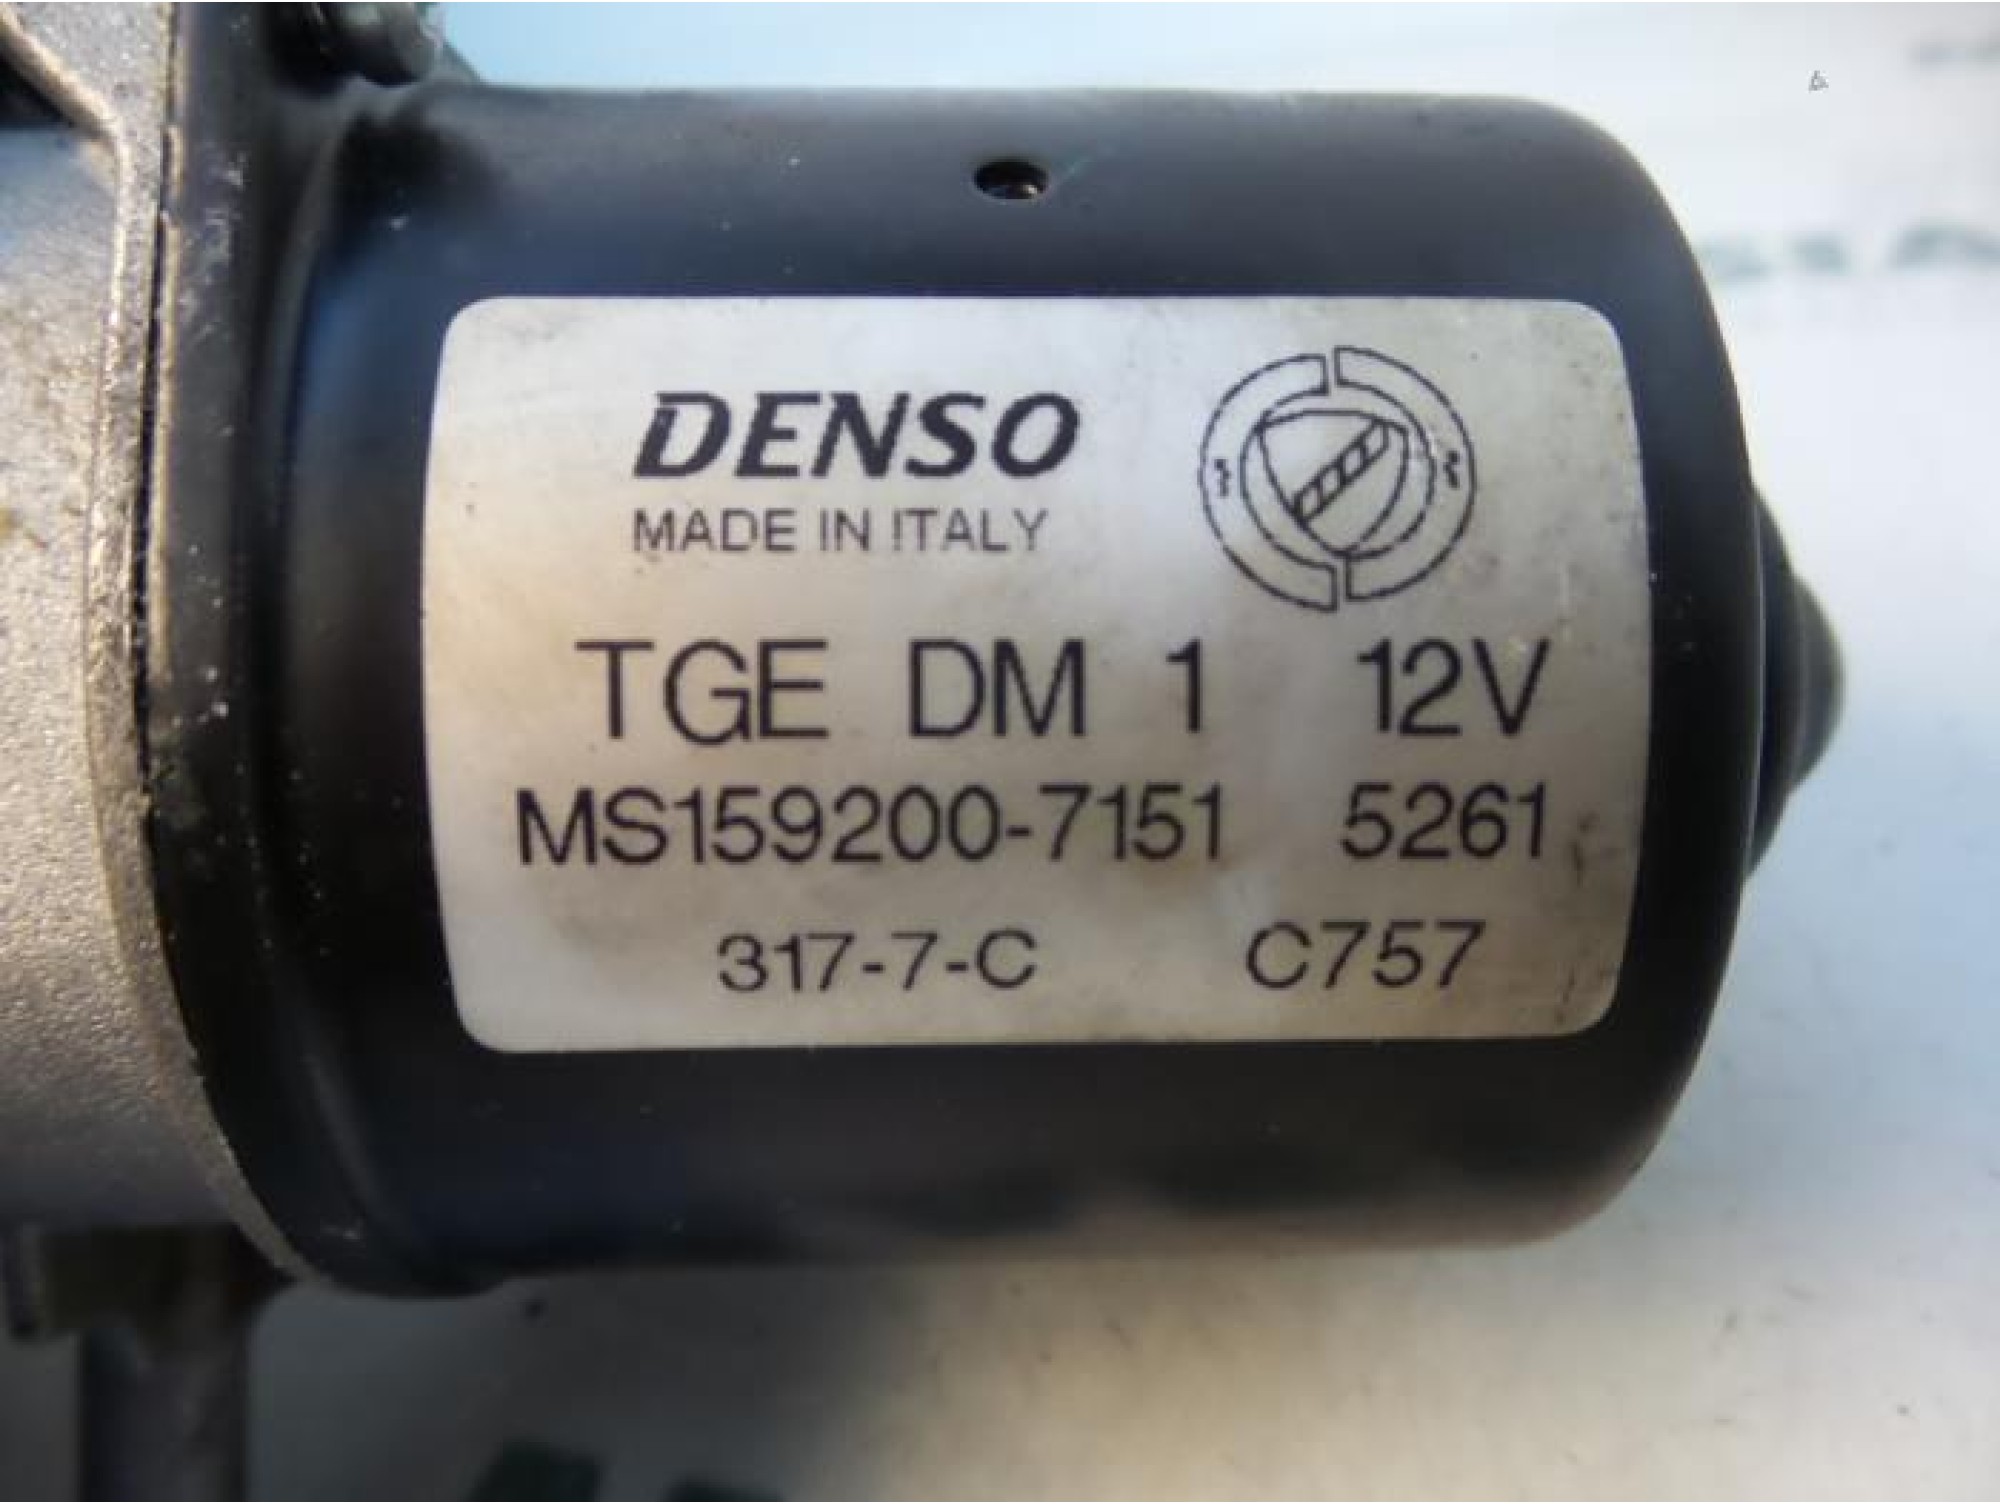 DENSO
MADE IN ITALY
TGE DM 1 12V
MS159200-7151 5261
317-7-C C757